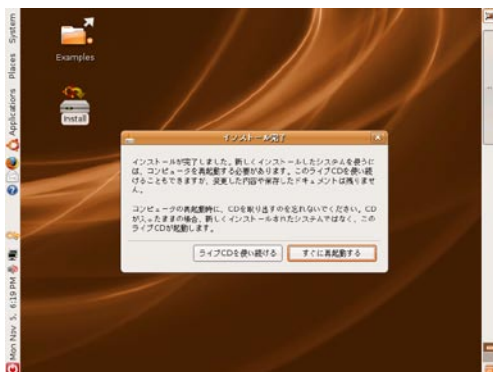 System
Places
Applications
Mon Nov 5, 6:19 PM
Examples
Install
インストール完了
インストールが完了しました。新しくインストールしたシステムを使うに
は、コンピュータを再起動する必要があります。このライブCDを使い続
けることもできますが、変更した内容や保存したドキュメントは残りませ
ん。
コンピュータの再起動時に、CDを取り出すのを忘れないでください。CD
が入ったままの場合、新しくインストールされたシステムではなく、この
ライブCDが起動します。
ライブCDを使い続ける
すぐに再起動する